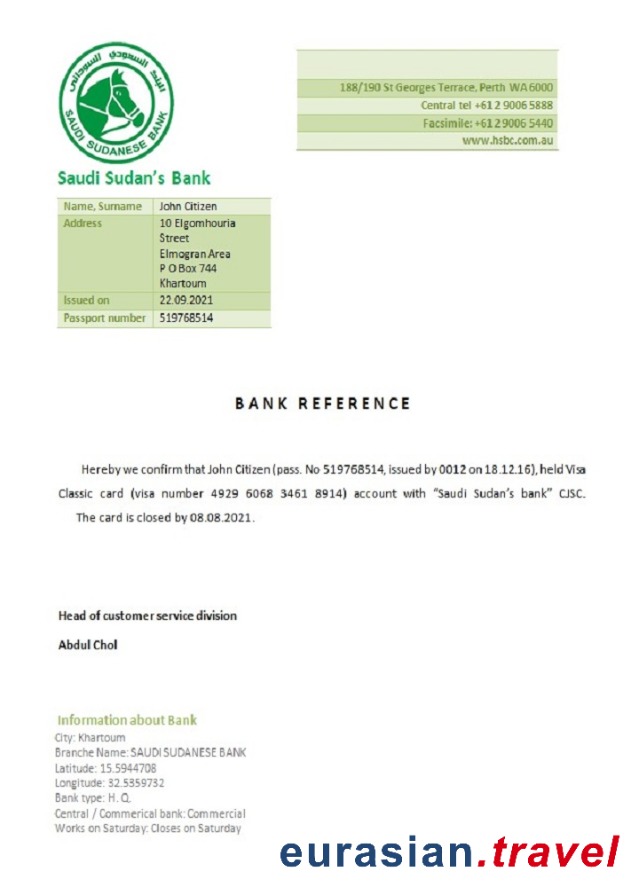 البنك السعودي السوداني
SAUDI SUDANESE BANK
Saudi Sudan's Bank
188/190 St Georges Terrace, Perth WA6000
Central tel +61 2 9006 5888
Facsimile: +61 2 9006 5440
www.hsbc.com.au
Name, Surname John Citizen
Address 10 Elgomhouria
Street
Elmogran Area
P O Box 744
Khartoum
Issued on 22.09.2021
Passport number 519768514
BANK REFERENCE
Hereby we confirm that John Citizen (pass. No 519768514, issued by 0012 on 18.12.16), held Visa
Classic card (visa number 4929 6068 3461 8914) account with "Saudi Sudan's bank" CJSC.
The card is closed by 08.08.2021.
Head of customer service division
Abdul Chol
Information about Bank
City: Khartoum
Branche Name: SAUDI SUDANESE BANK
Latitude: 15.5944708
Longitude: 32.5359732
Bank type: H. Q.
Central / Commerical bank: Commercial
Works on Saturday: Closes on Saturday
eurasian.travel